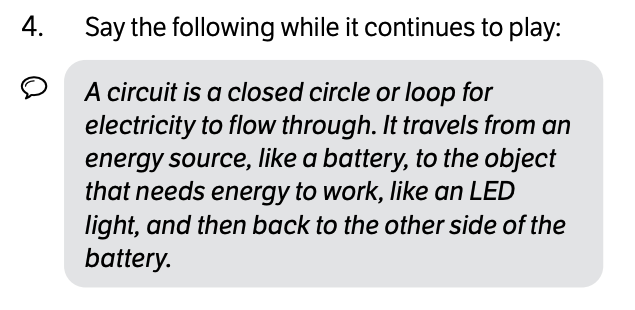 4. Say the following while it continues to play:
A circuit is a closed circle or loop for
electricity to flow through. It travels from an
energy source, like a battery, to the object
that needs energy to work, like an LED
light, and then back to the other side of the
battery.